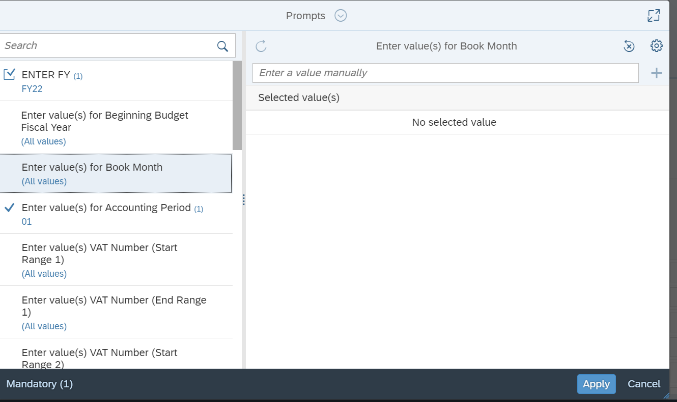 Prompts
Search
ENTER FY (1)
FY22
Enter value(s) for Beginning Budget
Fiscal Year
(All values)
Enter value(s) for Book Month
(All values)
Enter value(s) for Accounting Period (1)
01
Enter value(s) VAT Number (Start
Range 1)
(All values)
Enter value(s) VAT Number (End Range
1)
(All values)
Enter value(s) VAT Number (Start
Range 2)
Enter value(s) for Book Month
Enter a value manually
Selected value(s)
No selected value
Mandatory (1)
Apply
Cancel